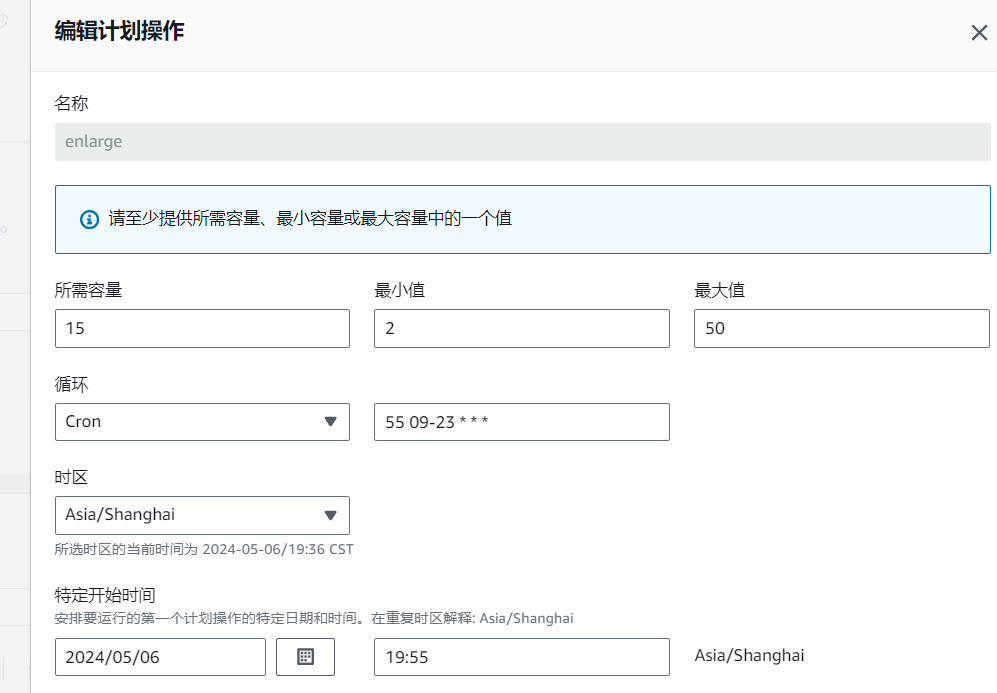 编辑计划操作
名称
enlarge
请至少提供所需容量、最小容量或最大容量中的一个值
所需容量 最小值 最大值
15 2 50
循环
Cron 55 09-23 * * *
时区
Asia/Shanghai
所选时区的当前时间为 2024-05-06/19:36 CST
特定开始时间
安排要运行的第一个计划操作的特定日期和时间。在重复时区解释: Asia/Shanghai
2024/05/06 19:55 Asia/Shanghai